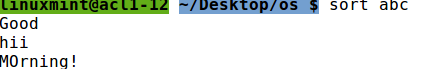 linuxmint@acl1-12 ~/Desktop/os $ sort abc
Good
hii
MOrning!